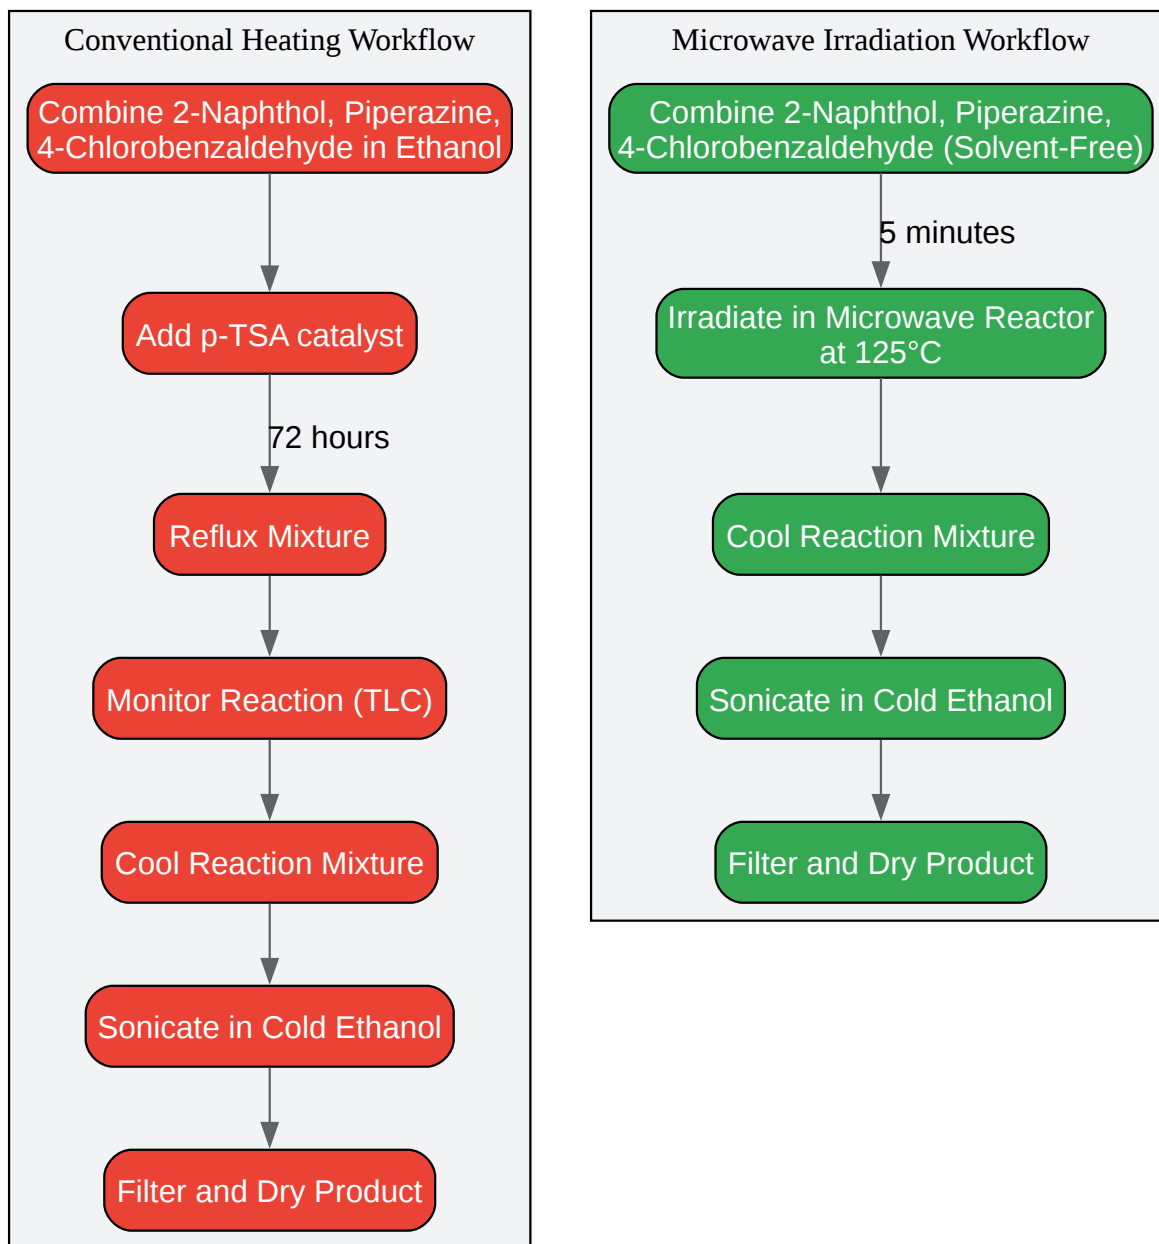 Conventional Heating Workflow
Combine 2-Naphthol, Piperazine,
4-Chlorobenzaldehyde in Ethanol
Add p-TSA catalyst
72 hours
Reflux Mixture
Monitor Reaction (TLC)
Cool Reaction Mixture
Sonicate in Cold Ethanol
Filter and Dry Product
Microwave Irradiation Workflow
Combine 2-Naphthol, Piperazine,
4-Chlorobenzaldehyde (Solvent-Free)
5 minutes
Irradiate in Microwave Reactor
at 125°C
Cool Reaction Mixture
Sonicate in Cold Ethanol
Filter and Dry Product